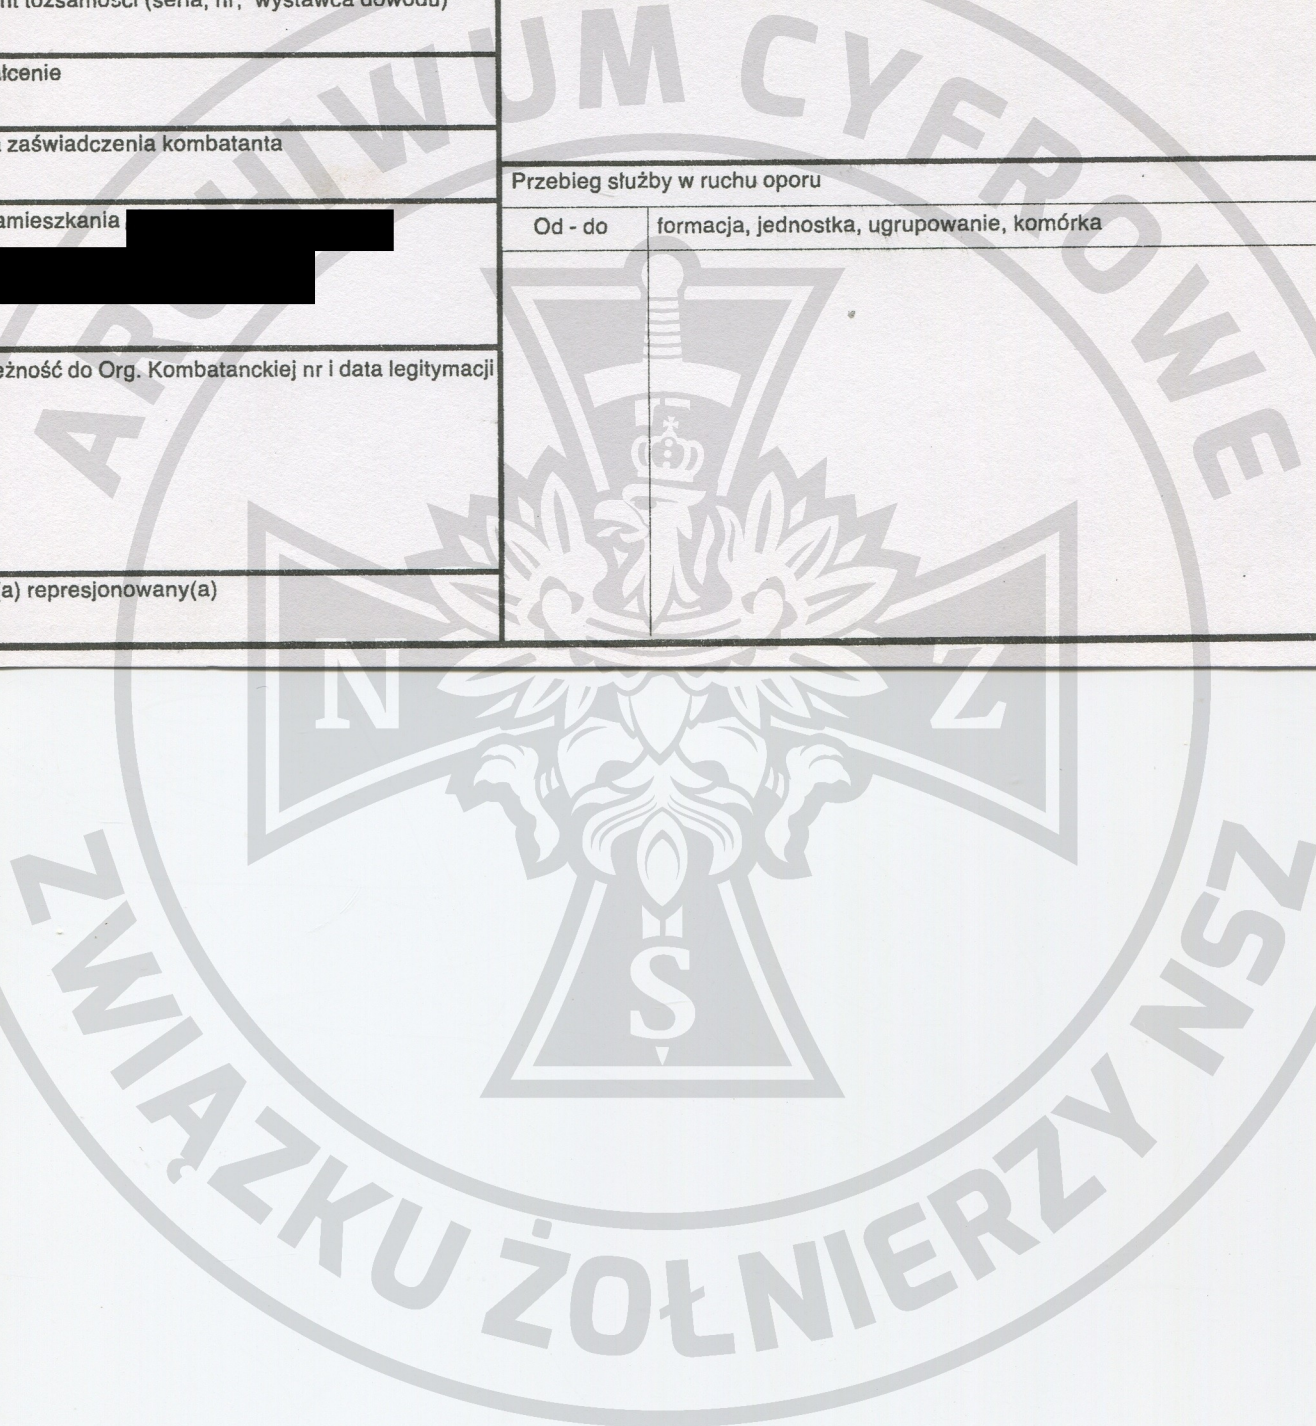 nt tożsamości (seria, nr, wystawca dowodu)
łcenie
zaświadczenia kombatanta
amieszkania
eżność do Org. Kombatanckiej nr i data legitymacji
(a) represjonowany(a)
Przebieg służby w ruchu oporu
Od - do
formacja, jednostka, ugrupowanie, komórka
ARCHIWUM CYFROWE
ZWIĄZKU ŻOŁNIERZY NSZ
N
Z
S